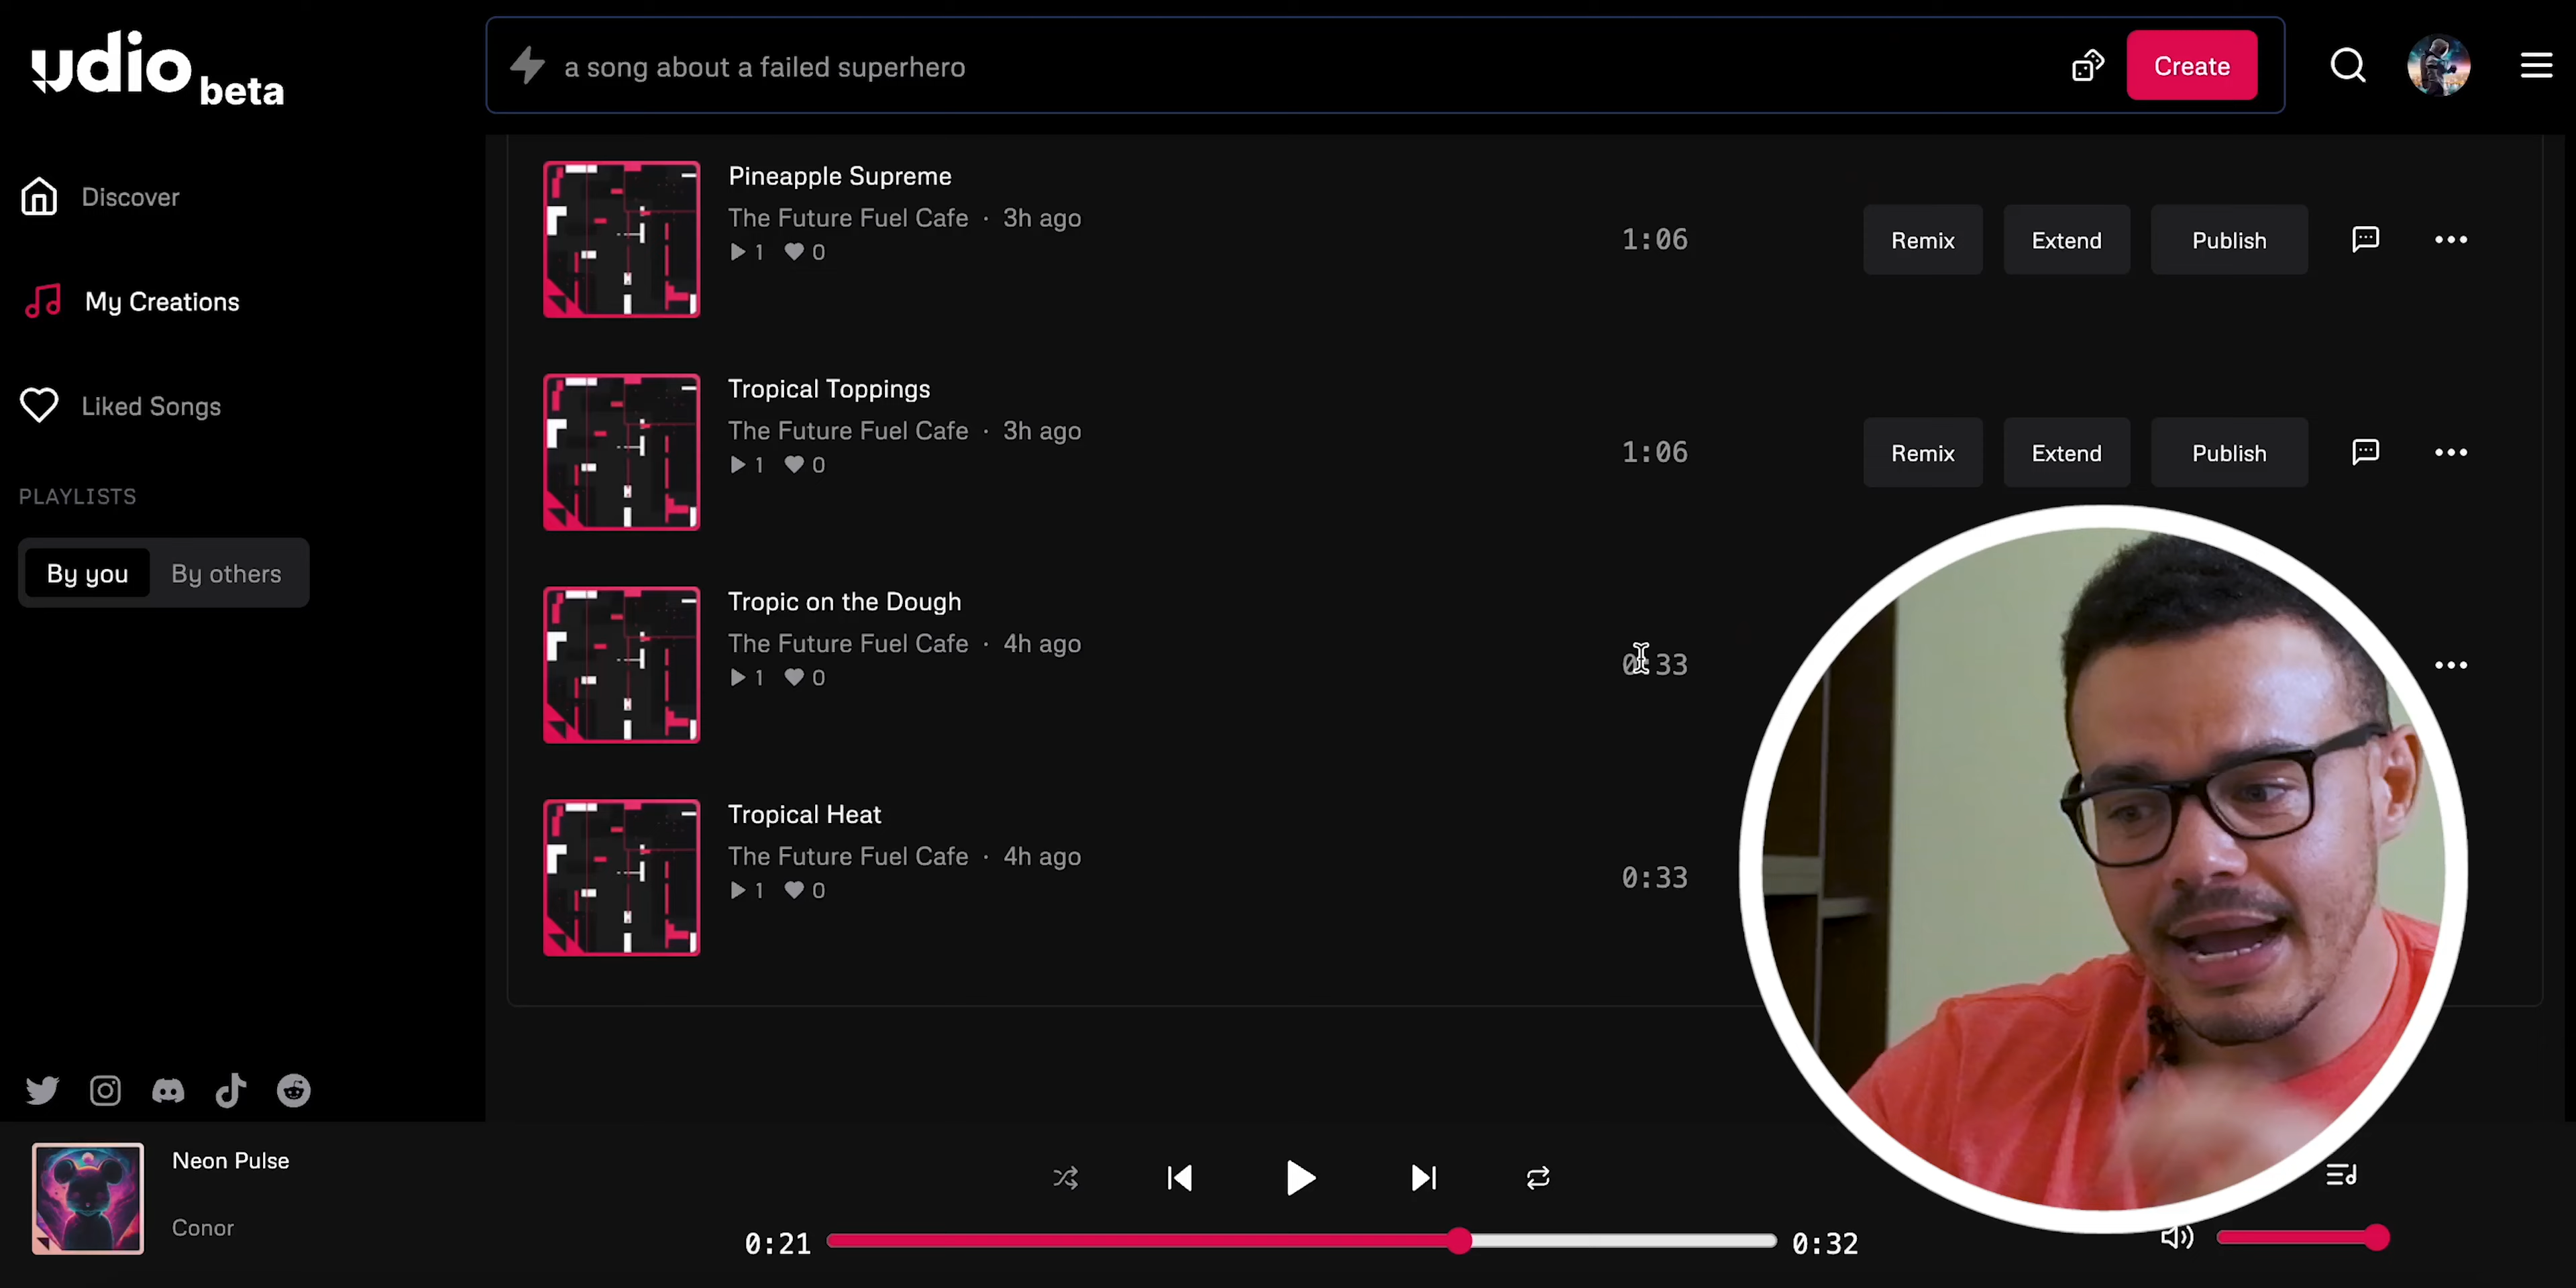 udio beta
a song about a failed superhero
Create
Discover
My Creations
Liked Songs
PLAYLISTS
By you
By others
Pineapple Supreme
The Future Fuel Cafe · 3h ago
1
0
1:06
Remix
Extend
Publish
Tropical Toppings
The Future Fuel Cafe · 3h ago
1
0
1:06
Remix
Extend
Publish
Tropic on the Dough
The Future Fuel Cafe · 4h ago
1
0
0:33
Tropical Heat
The Future Fuel Cafe · 4h ago
1
0
0:33
Neon Pulse
Conor
0:21
0:32